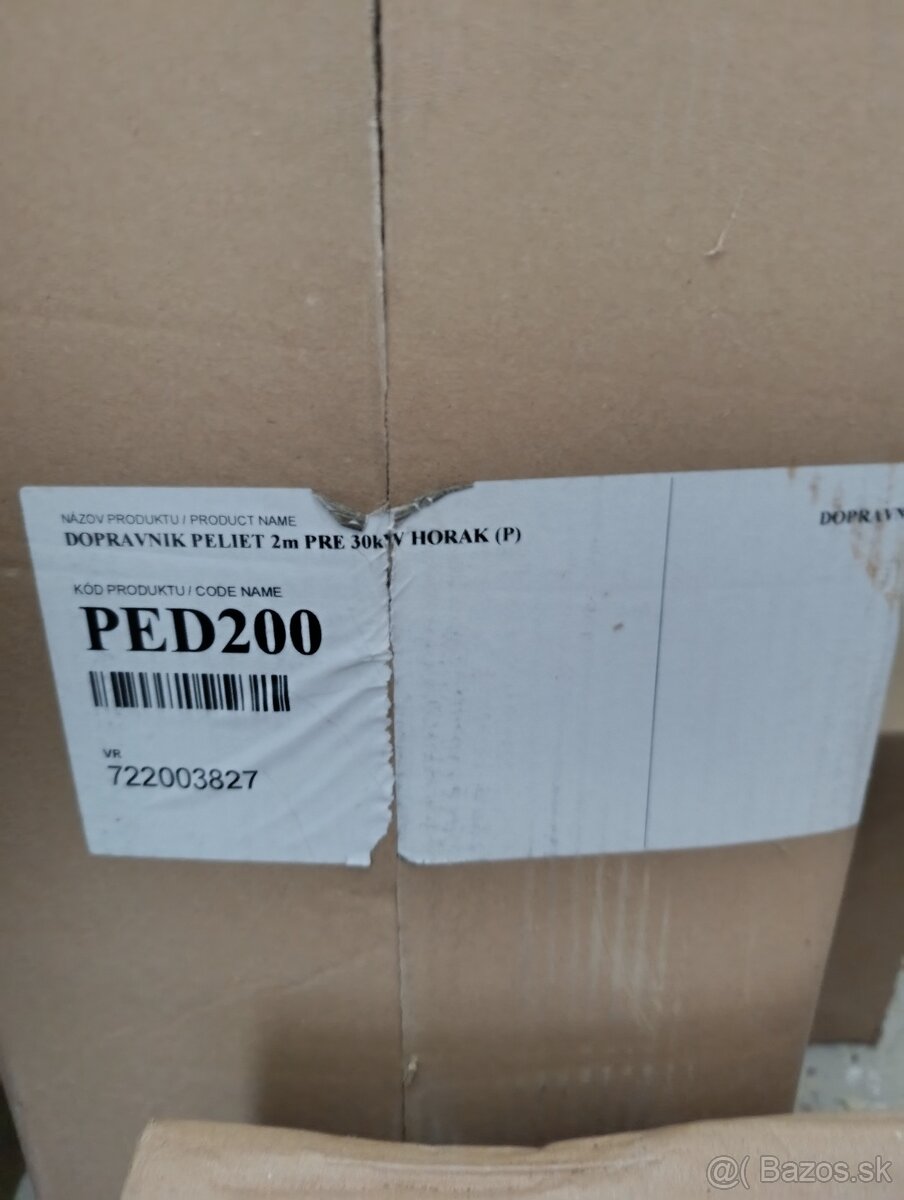 NÁZOV PRODUKTU / PRODUCT NAME
DOPRAVNIK PELIET 2m PRE 30kW HORAK (P)
DOPRAVN
KÓD PRODUKTU / CODE NAME
PED200
VR
722003827
@( Bazos.sk